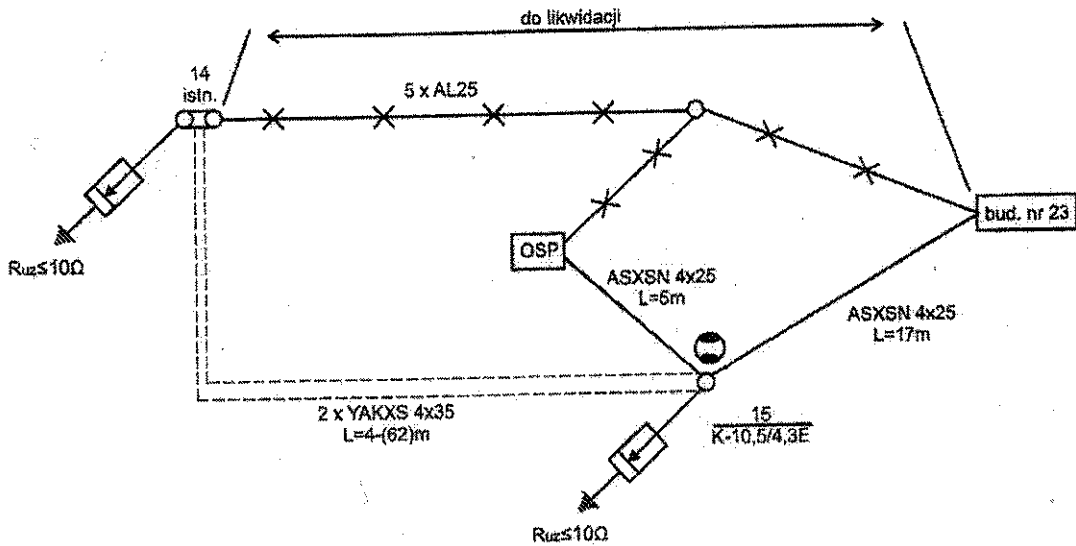 do likwidacji
14
istn.
5 x AL25
bud. nr 23
OSP
Ruz≤10Ω
ASXSN 4x25
L=5m
ASXSN 4x25
L=17m
2 x YAKXS 4x35
L=4-(62)m
15
K-10,5/4,3E
Ruz≤10Ω